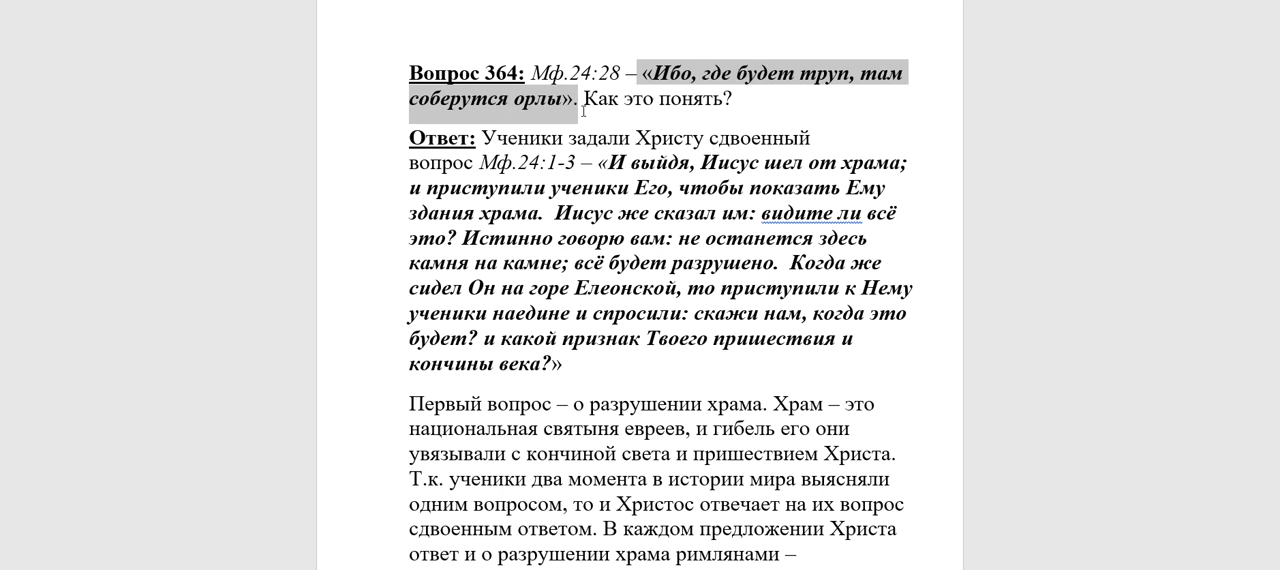 Вопрос 364: Мф.24:28 – «Ибо, где будет труп, там
соберутся орлы». Как это понять?
Ответ: Ученики задали Христу сдвоенный
вопрос Мф.24:1-3 – «И выйдя, Иисус шел от храма;
и приступили ученики Его, чтобы показать Ему
здания храма.  Иисус же сказал им: видите ли всё
это? Истинно говорю вам: не останется здесь
камня на камне; всё будет разрушено.  Когда же
сидел Он на горе Елеонской, то приступили к Нему
ученики наедине и спросили: скажи нам, когда это
будет? и какой признак Твоего пришествия и
кончины века?»
Первый вопрос – о разрушении храма. Храм – это
национальная святыня евреев, и гибель его они
увязывали с кончиной света и пришествием Христа.
Т.к. ученики два момента в истории мира выясняли
одним вопросом, то и Христос отвечает на их вопрос
сдвоенным ответом. В каждом предложении Христа
ответ и о разрушении храма римлянами –